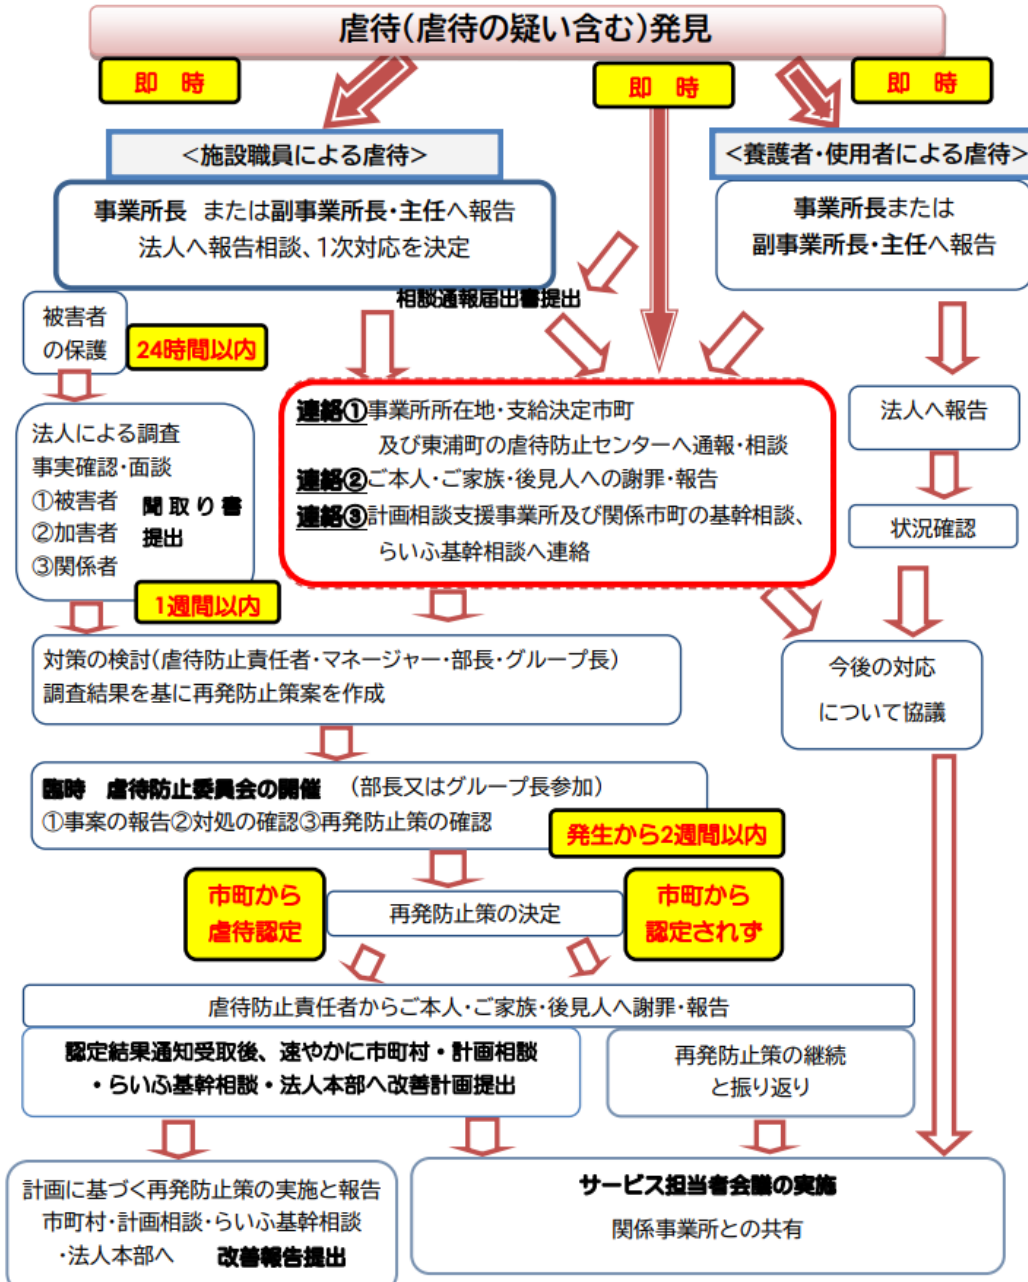 虐待(虐待の疑い含む)発見
即　時
即　時
即　時
<施設職員による虐待>
<養護者・使用者による虐待>
事業所長　または副事業所長・主任へ報告
法人へ報告相談、1次対応を決定
事業所長または
副事業所長・主任へ報告
相談通報届出書提出
被害者
の保護
24時間以内
法人による調査
事実確認・面談
①被害者
②加害者
③関係者
聞取り書
提出
1週間以内
連絡①事業所所在地・支給決定市町
及び東浦町の虐待防止センターへ通報・相談
連絡②ご本人・ご家族・後見人への謝罪・報告
連絡③計画相談支援事業所及び関係市町の基幹相談、
らいふ基幹相談へ連絡
法人へ報告
状況確認
対策の検討(虐待防止責任者・マネージャー・部長・グループ長)
調査結果を基に再発防止策案を作成
今後の対応
について協議
臨時　虐待防止委員会の開催　(部長又はグループ長参加)
①事案の報告②対処の確認③再発防止策の確認
発生から2週間以内
市町から
虐待認定
再発防止策の決定
市町から
認定されず
虐待防止責任者からご本人・ご家族・後見人へ謝罪・報告
認定結果通知受取後、速やかに市町村・計画相談
・らいふ基幹相談・法人本部へ改善計画提出
再発防止策の継続
と振り返り
計画に基づく再発防止策の実施と報告
市町村・計画相談・らいふ基幹相談
・法人本部へ　改善報告提出
サービス担当者会議の実施
関係事業所との共有